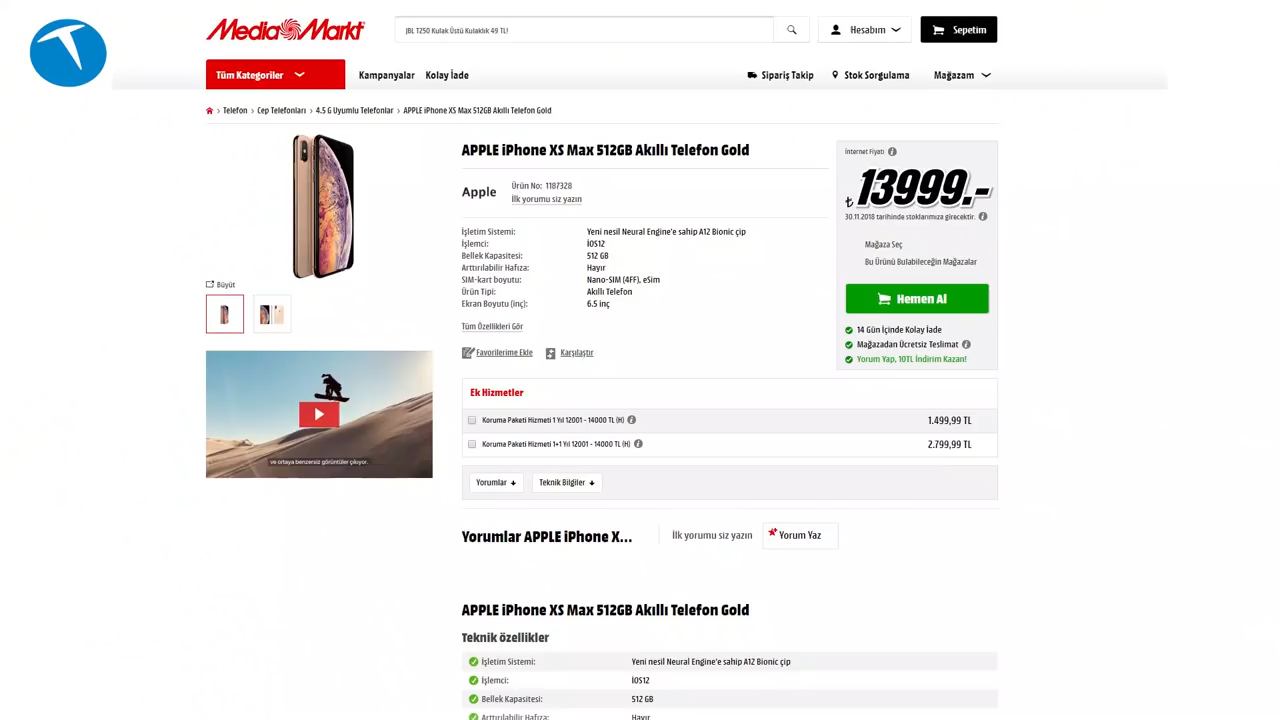 MediaMarkt
JBL T250 Kulak Üstü Kulaklık 49 TL!
Hesabım
Sepetim
Tüm Kategoriler
Kampanyalar
Kolay İade
Sipariş Takip
Stok Sorgulama
Mağazam
Telefon > Cep Telefonları > 4.5 G Uyumlu Telefonlar > APPLE iPhone XS Max 512GB Akıllı Telefon Gold
APPLE iPhone XS Max 512GB Akıllı Telefon Gold
Apple
Ürün No: 1187328
İlk yorumu siz yazın
İşletim Sistemi: Yeni nesil Neural Engine'e sahip A12 Bionic çip
İşlemci: İOS12
Bellek Kapasitesi: 512 GB
Arttırılabilir Hafıza: Hayır
SIM-kart boyutu: Nano-SIM (4FF), eSim
Ürün Tipi: Akıllı Telefon
Ekran Boyutu (inç): 6.5 inç
Tüm Özellikleri Gör
Favorilerime Ekle
Karşılaştır
İnternet Fiyatı
₺ 13999.-
30.11.2018 tarihinde stoklarımıza girecektir.
Mağaza Seç
Bu Ürünü Bulabileceğin Mağazalar
Hemen Al
14 Gün İçinde Kolay İade
Mağazadan Ücretsiz Teslimat
Yorum Yap, 10TL İndirim Kazan!
Büyüt
ve ortaya benzersiz görüntüler çıkıyor.
Ek Hizmetler
Koruma Paketi Hizmeti 1 Yıl 12001 - 14000 TL (H) 1.499,99 TL
Koruma Paketi Hizmeti 1+1 Yıl 12001 - 14000 TL (H) 2.799,99 TL
Yorumlar
Teknik Bilgiler
Yorumlar APPLE iPhone X...
İlk yorumu siz yazın
Yorum Yaz
APPLE iPhone XS Max 512GB Akıllı Telefon Gold
Teknik özellikler
İşletim Sistemi: Yeni nesil Neural Engine'e sahip A12 Bionic çip
İşlemci: İOS12
Bellek Kapasitesi: 512 GB
Arttırılabilir Hafıza: Hayır